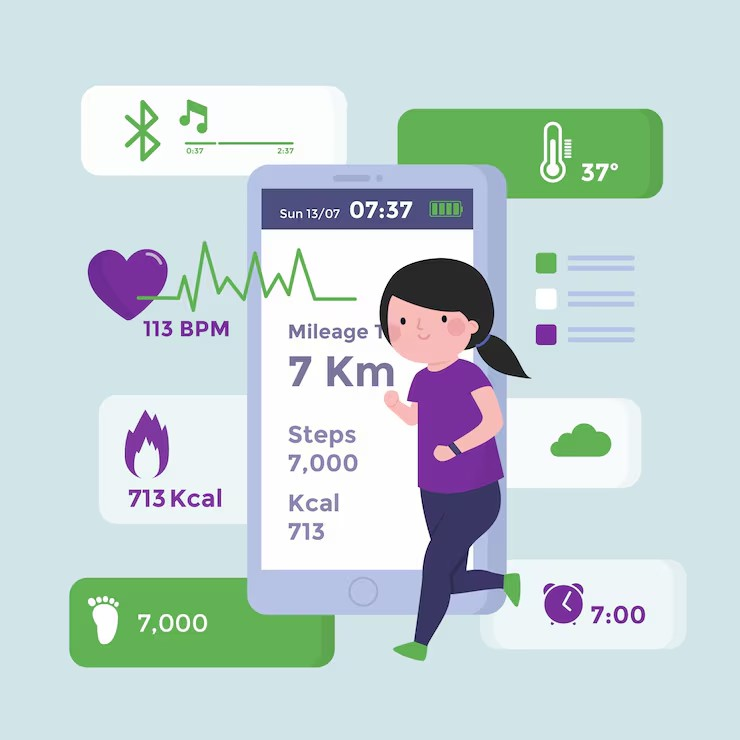 0:37 2:37
37°
Sun 13/07 07:37
113 BPM
Mileage
7 Km
Steps
7,000
Kcal
713
713 Kcal
7,000
7:00